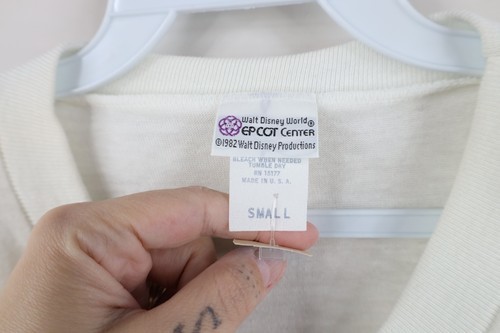 Walt Disney World®
EPCOT CENTER
©1982 Walt Disney Productions
BLEACH WHEN NEEDED
TUMBLE DRY
MADE IN U. S. A.
SMALL